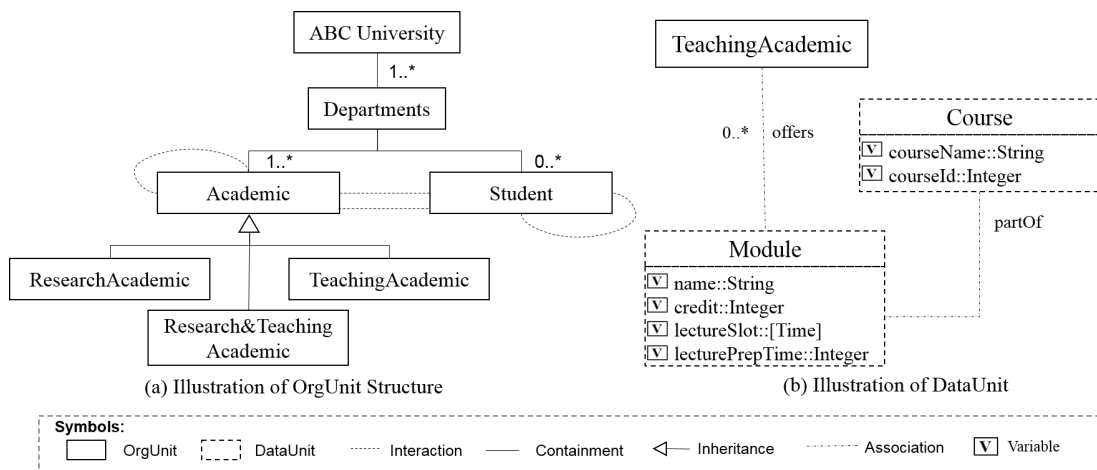 ABC University
1..*
Departments
1..*
0..*
Academic
Student
ResearchAcademic
TeachingAcademic
Research&Teaching
Academic
(a) Illustration of OrgUnit Structure
TeachingAcademic
0..* offers
Course
V courseName::String
V courseId::Integer
partOf
Module
V name::String
V credit::Integer
V lectureSlot::[Time]
V lecturePrepTime::Integer
(b) Illustration of DataUnit
Symbols:
OrgUnit DataUnit Interaction Containment Inheritance Association V Variable